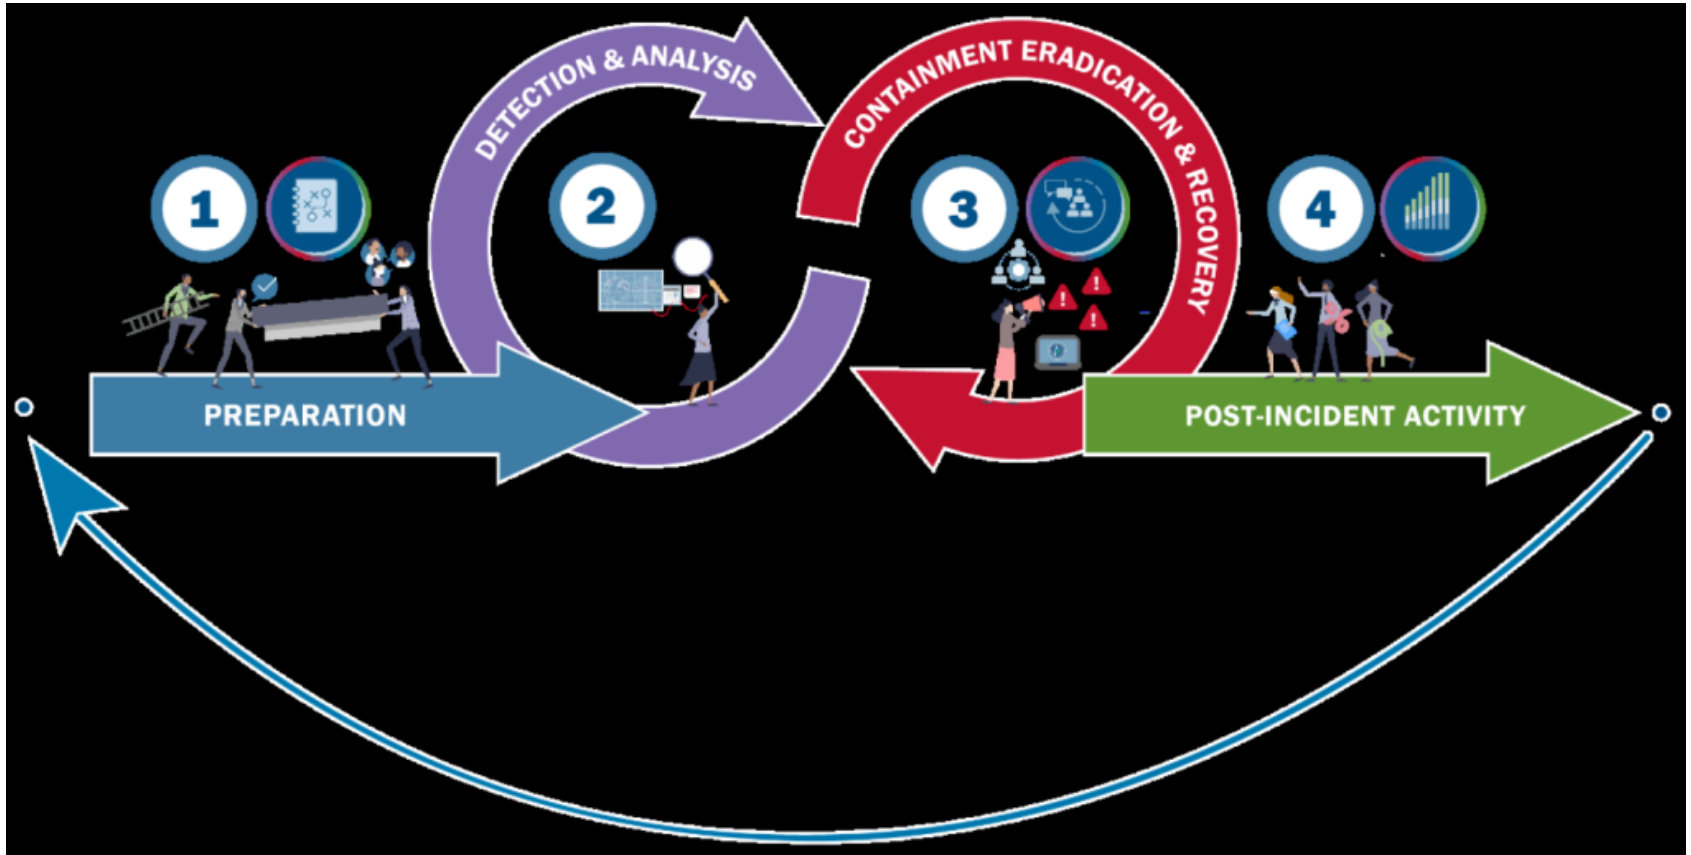 1
PREPARATION
DETECTION & ANALYSIS
2
CONTAINMENT ERADICATION & RECOVERY
3
4
POST-INCIDENT ACTIVITY